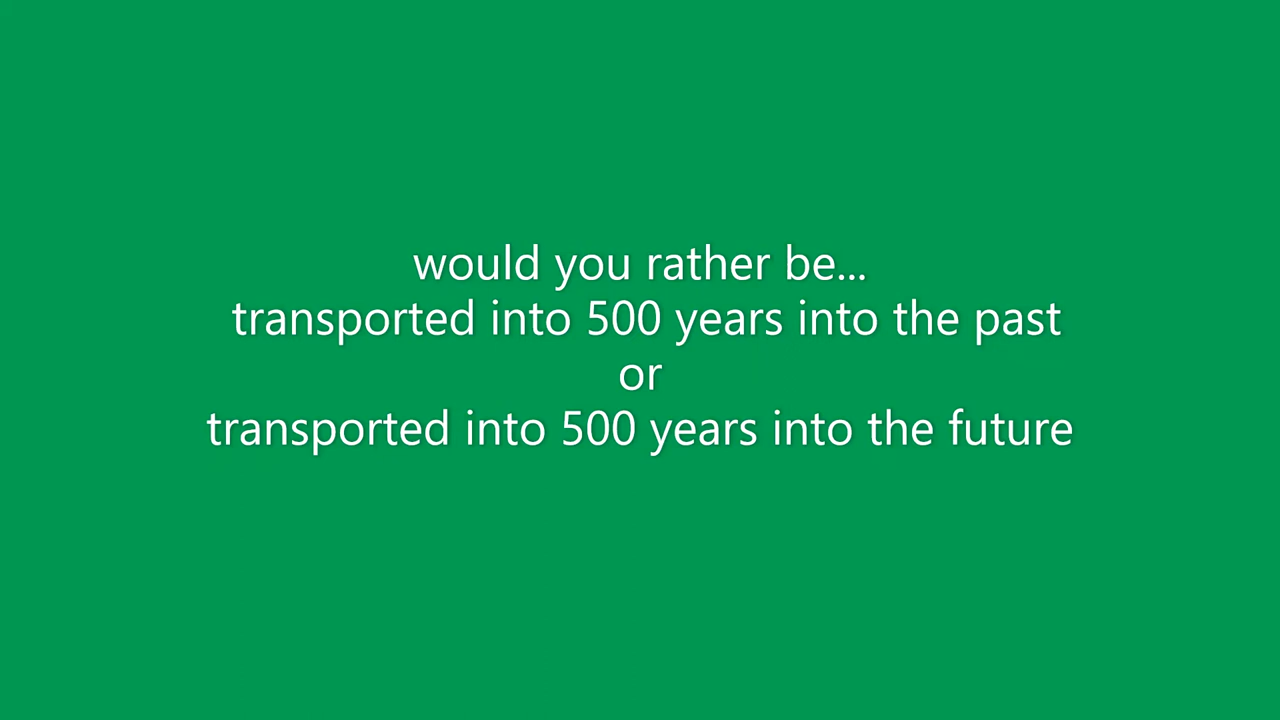 would you rather be...
transported into 500 years into the past
or
transported into 500 years into the future